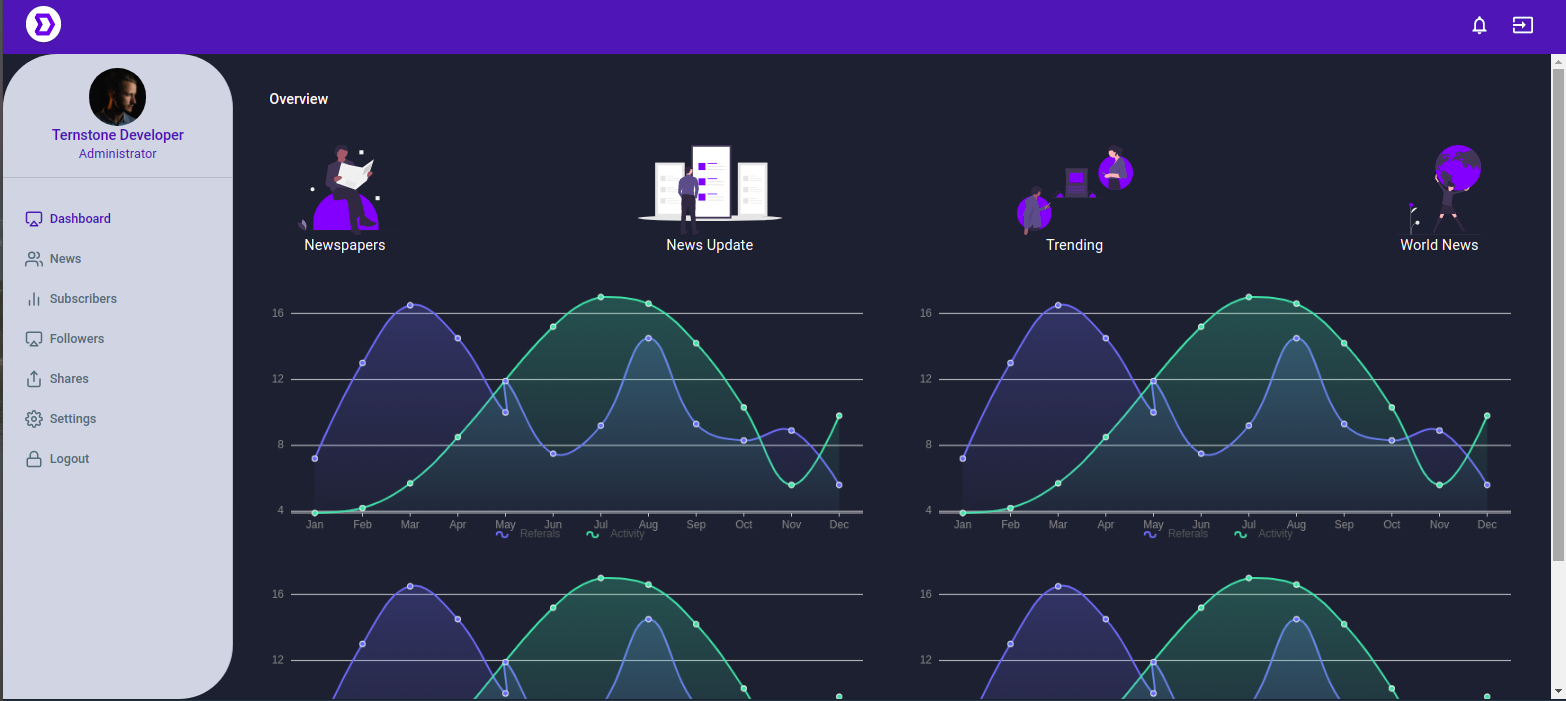 Ternstone Developer
Administrator
Dashboard
News
Subscribers
Followers
Shares
Settings
Logout
Overview
Newspapers
News Update
Trending
World News
16
12
8
4
Jan Feb Mar Apr May Jun Jul Aug Sep Oct Nov Dec
Referals Activity
16
12
8
4
Jan Feb Mar Apr May Jun Jul Aug Sep Oct Nov Dec
Referals Activity
16
12
16
12